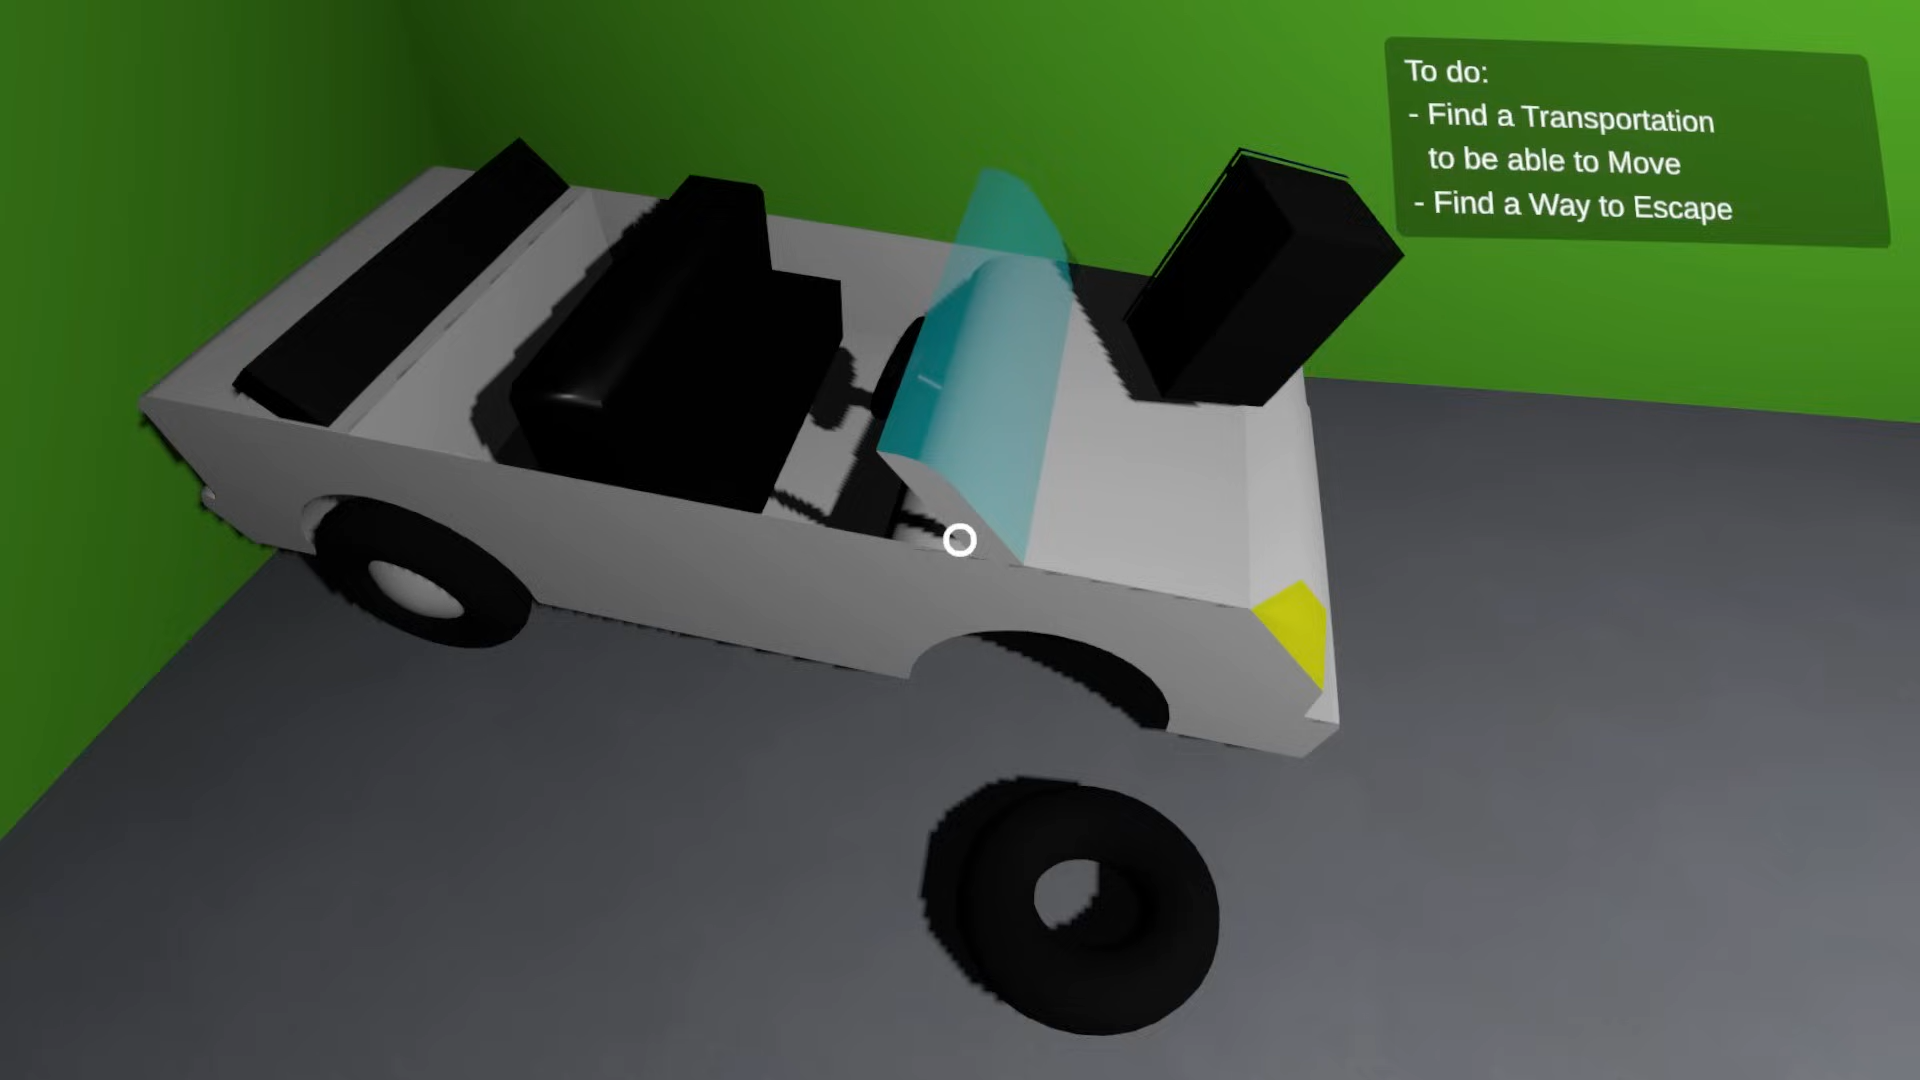 To do:
- Find a Transportation
to be able to Move
- Find a Way to Escape